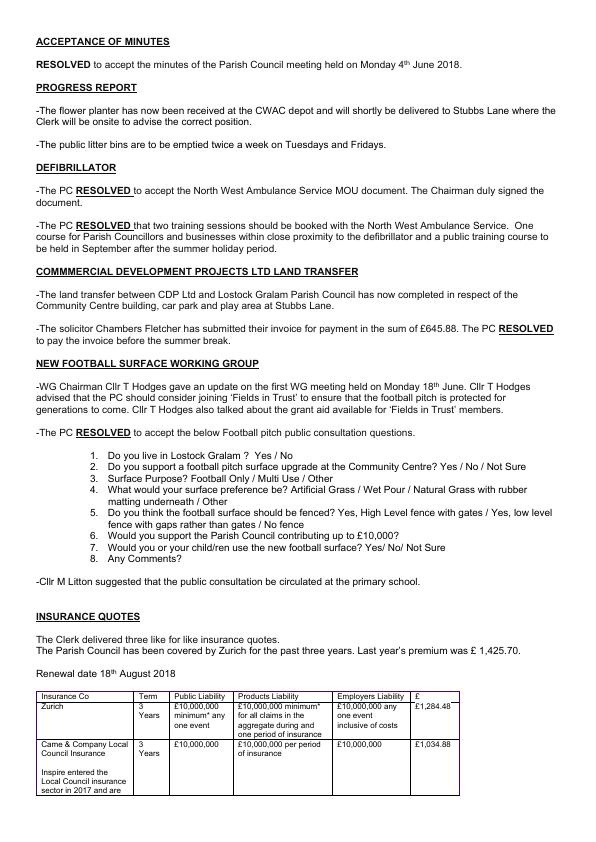 ACCEPTANCE OF MINUTES
RESOLVED to accept the minutes of the Parish Council meeting held on Monday 4th June 2018.
PROGRESS REPORT
-The flower planter has now been received at the CWAC depot and will shortly be delivered to Stubbs Lane where the
Clerk will be onsite to advise the correct position.
-The public litter bins are to be emptied twice a week on Tuesdays and Fridays.
DEFIBRILLATOR
-The PC RESOLVED to accept the North West Ambulance Service MOU document. The Chairman duly signed the
document.
-The PC RESOLVED that two training sessions should be booked with the North West Ambulance Service. One
course for Parish Councillors and businesses within close proximity to the defibrillator and a public training course to
be held in September after the summer holiday period.
COMMMERCIAL DEVELOPMENT PROJECTS LTD LAND TRANSFER
-The land transfer between CDP Ltd and Lostock Gralam Parish Council has now completed in respect of the
Community Centre building, car park and play area at Stubbs Lane.
-The solicitor Chambers Fletcher has submitted their invoice for payment in the sum of £645.88. The PC RESOLVED
to pay the invoice before the summer break.
NEW FOOTBALL SURFACE WORKING GROUP
-WG Chairman Cllr T Hodges gave an update on the first WG meeting held on Monday 18th June. Cllr T Hodges
advised that the PC should consider joining 'Fields in Trust' to ensure that the football pitch is protected for
generations to come. Cllr T Hodges also talked about the grant aid available for 'Fields in Trust' members.
-The PC RESOLVED to accept the below Football pitch public consultation questions.
1. Do you live in Lostock Gralam ? Yes / No
2. Do you support a football pitch surface upgrade at the Community Centre? Yes / No / Not Sure
3. Surface Purpose? Football Only / Multi Use / Other
4. What would your surface preference be? Artificial Grass / Wet Pour / Natural Grass with rubber
matting underneath / Other
5. Do you think the football surface should be fenced? Yes, High Level fence with gates / Yes, low level
fence with gaps rather than gates / No fence
6. Would you support the Parish Council contributing up to £10,000?
7. Would you or your child/ren use the new football surface? Yes/ No/ Not Sure
8. Any Comments?
-Cllr M Litton suggested that the public consultation be circulated at the primary school.
INSURANCE QUOTES
The Clerk delivered three like for like insurance quotes.
The Parish Council has been covered by Zurich for the past three years. Last year's premium was £ 1,425.70.
Renewal date 18th August 2018
Insurance Co Term Public Liability Products Liability Employers Liability £
Zurich 3 £10,000,000 £10,000,000 minimum* £10,000,000 any £1,284.48
Years minimum* any for all claims in the one event
one event aggregate during and inclusive of costs
one period of insurance
Came & Company Local 3 £10,000,000 £10,000,000 per period £10,000,000 £1,034.88
Council Insurance Years of insurance
Inspire entered the
Local Council insurance
sector in 2017 and are